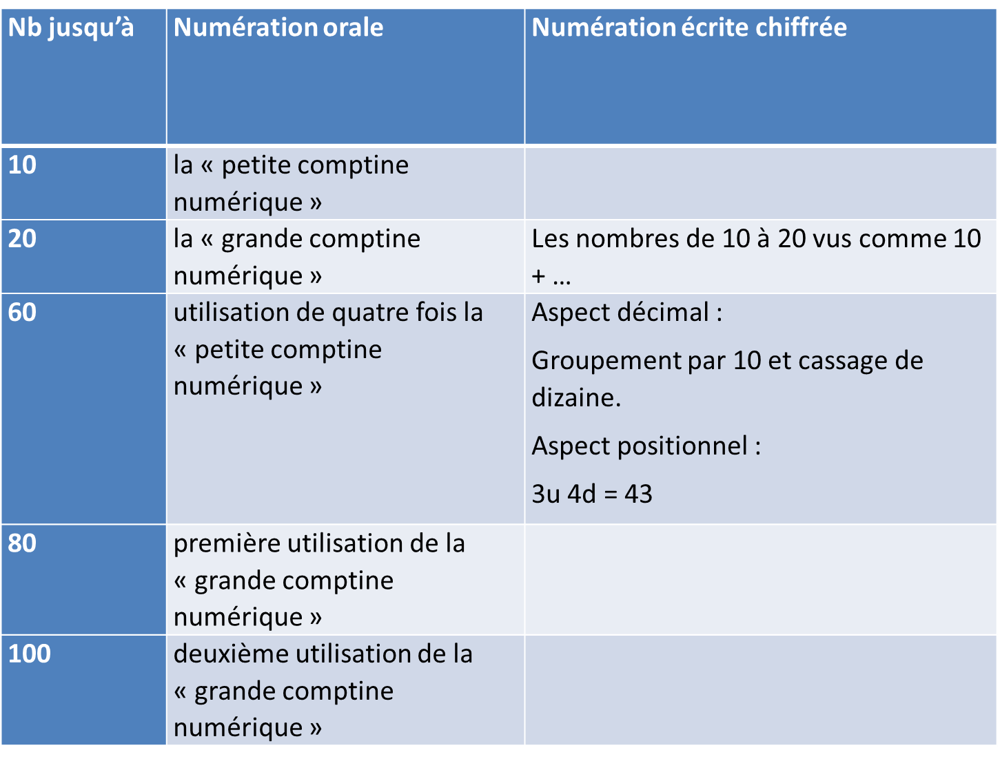 Nb jusqu’à
Numération orale
Numération écrite chiffrée
10
la « petite comptine
numérique »
20
la « grande comptine
numérique »
Les nombres de 10 à 20 vus comme 10
+ …
60
utilisation de quatre fois la
« petite comptine
numérique »
Aspect décimal :
Groupement par 10 et cassage de
dizaine.
Aspect positionnel :
3u 4d = 43
80
première utilisation de la
« grande comptine
numérique »
100
deuxième utilisation de la
« grande comptine
numérique »